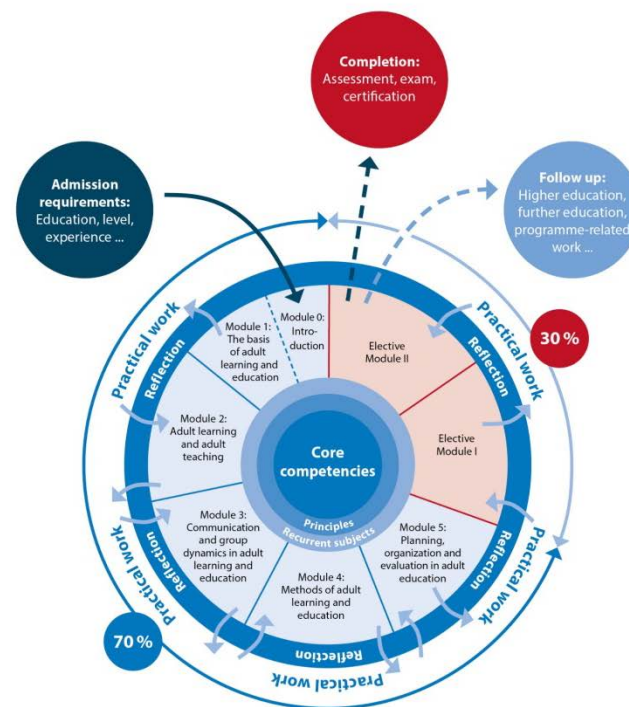 Completion:
Assessment, exam,
certification
Admission
requirements:
Education, level,
experience ...
Follow up:
Higher education,
further education,
programme-related
work ...
30 %
70 %
Module 0:
Intro-
duction
Module 1:
The basis
of adult
learning and
education
Module 2:
Adult learning
and adult
teaching
Module 3:
Communication
and group
dynamics in adult
learning and
education
Module 4:
Methods of adult
learning and
education
Module 5:
Planning,
organization and
evaluation in adult
education
Elective
Module I
Elective
Module II
Core
competencies
Principles
Recurrent subjects
Reflection
Reflection
Reflection
Reflection
Reflection
Practical work
Practical work
Practical work
Practical work
Practical work